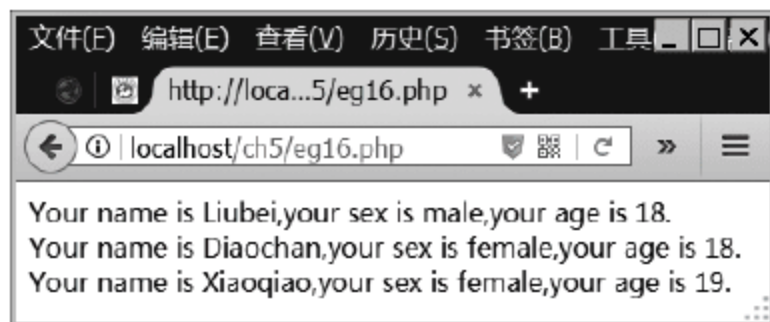 文件(F) 编辑(E) 查看(V) 历史(S) 书签(B) 工具
http://loca...5/eg16.php
localhost/ch5/eg16.php
Your name is Liubei,your sex is male,your age is 18.
Your name is Diaochan,your sex is female,your age is 18.
Your name is Xiaoqiao,your sex is female,your age is 19.